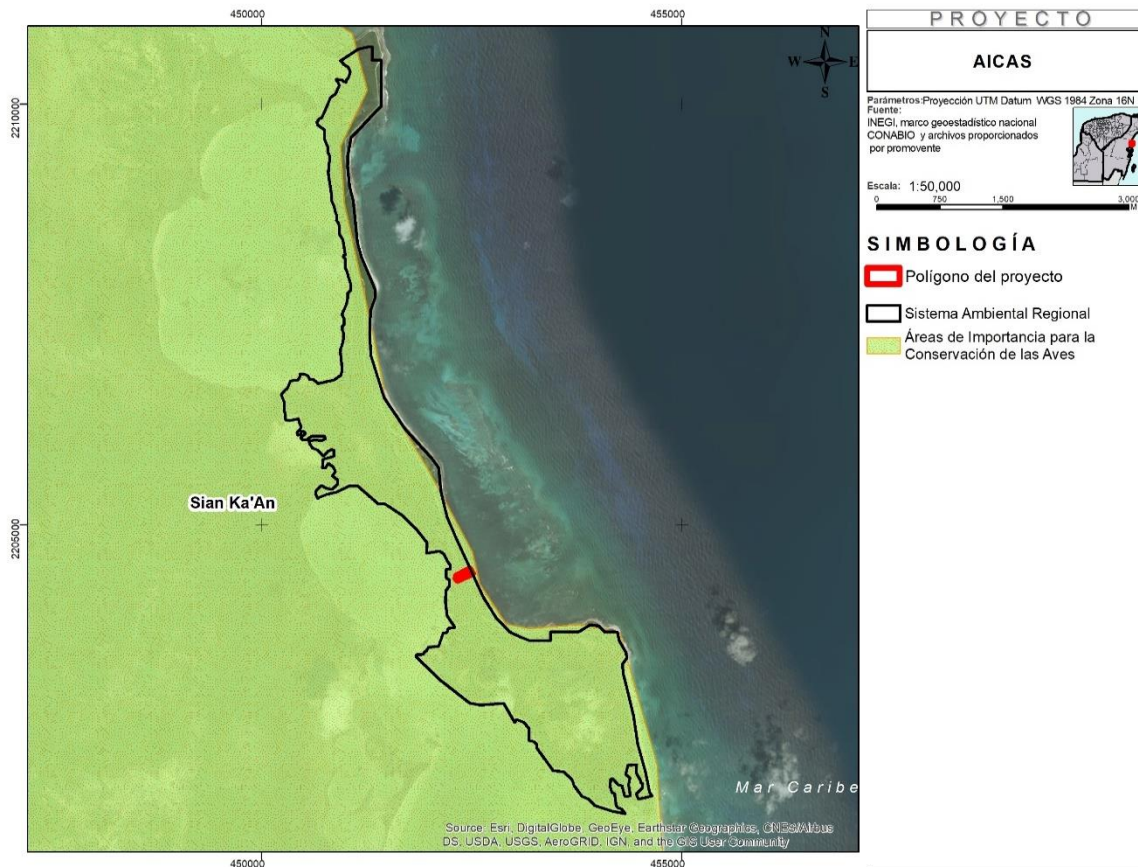 450000
455000
2210000
2205000
450000
455000
N
W E
S
Sian Ka'An
Mar Caribe
Source: Esri, DigitalGlobe, GeoEye, Earthstar Geographics, CNES/Airbus
DS, USDA, USGS, AeroGRID, IGN, and the GIS User Community
PROYECTO
AICAS
Parámetros:Proyección UTM Datum WGS 1984 Zona 16N
Fuente:
INEGI, marco geoestadístico nacional
CONABIO y archivos proporcionados
por promovente
Escala: 1:50,000
0 750 1,500 3,000
M
SIMBOLOGÍA
Polígono del proyecto
Sistema Ambiental Regional
Áreas de Importancia para la
Conservación de las Aves